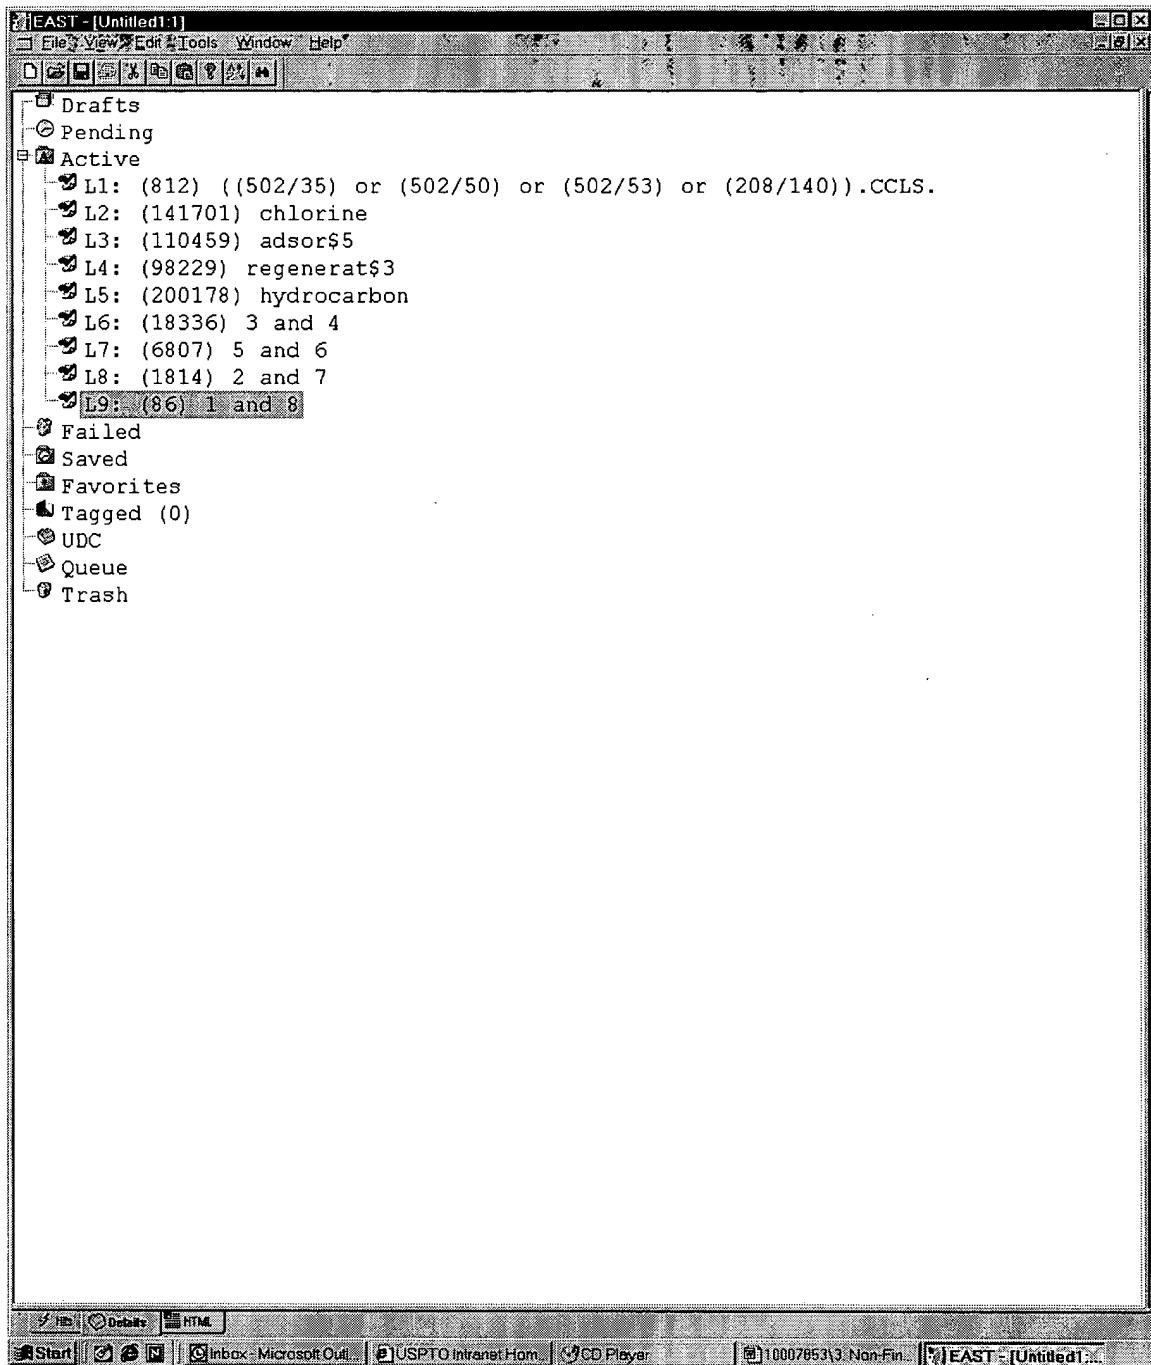 EAST - [Untitled1:1]
File View Edit Tools Window Help
Drafts
Pending
Active
L1: (812) ((502/35) or (502/50) or (502/53) or (208/140)).CCLS.
L2: (141701) chlorine
L3: (110459) adsor$5
L4: (98229) regenerat$3
L5: (200178) hydrocarbon
L6: (18336) 3 and 4
L7: (6807) 5 and 6
L8: (1814) 2 and 7
L9: (86) 1 and 8
Failed
Saved
Favorites
Tagged (0)
UDC
Queue
Trash
Hits Details HTML
Start Inbox - Microsoft Outl... USPTO Intranet Hom... CD Player 10007853\3. Non-Fin... EAST - [Untitled1:...